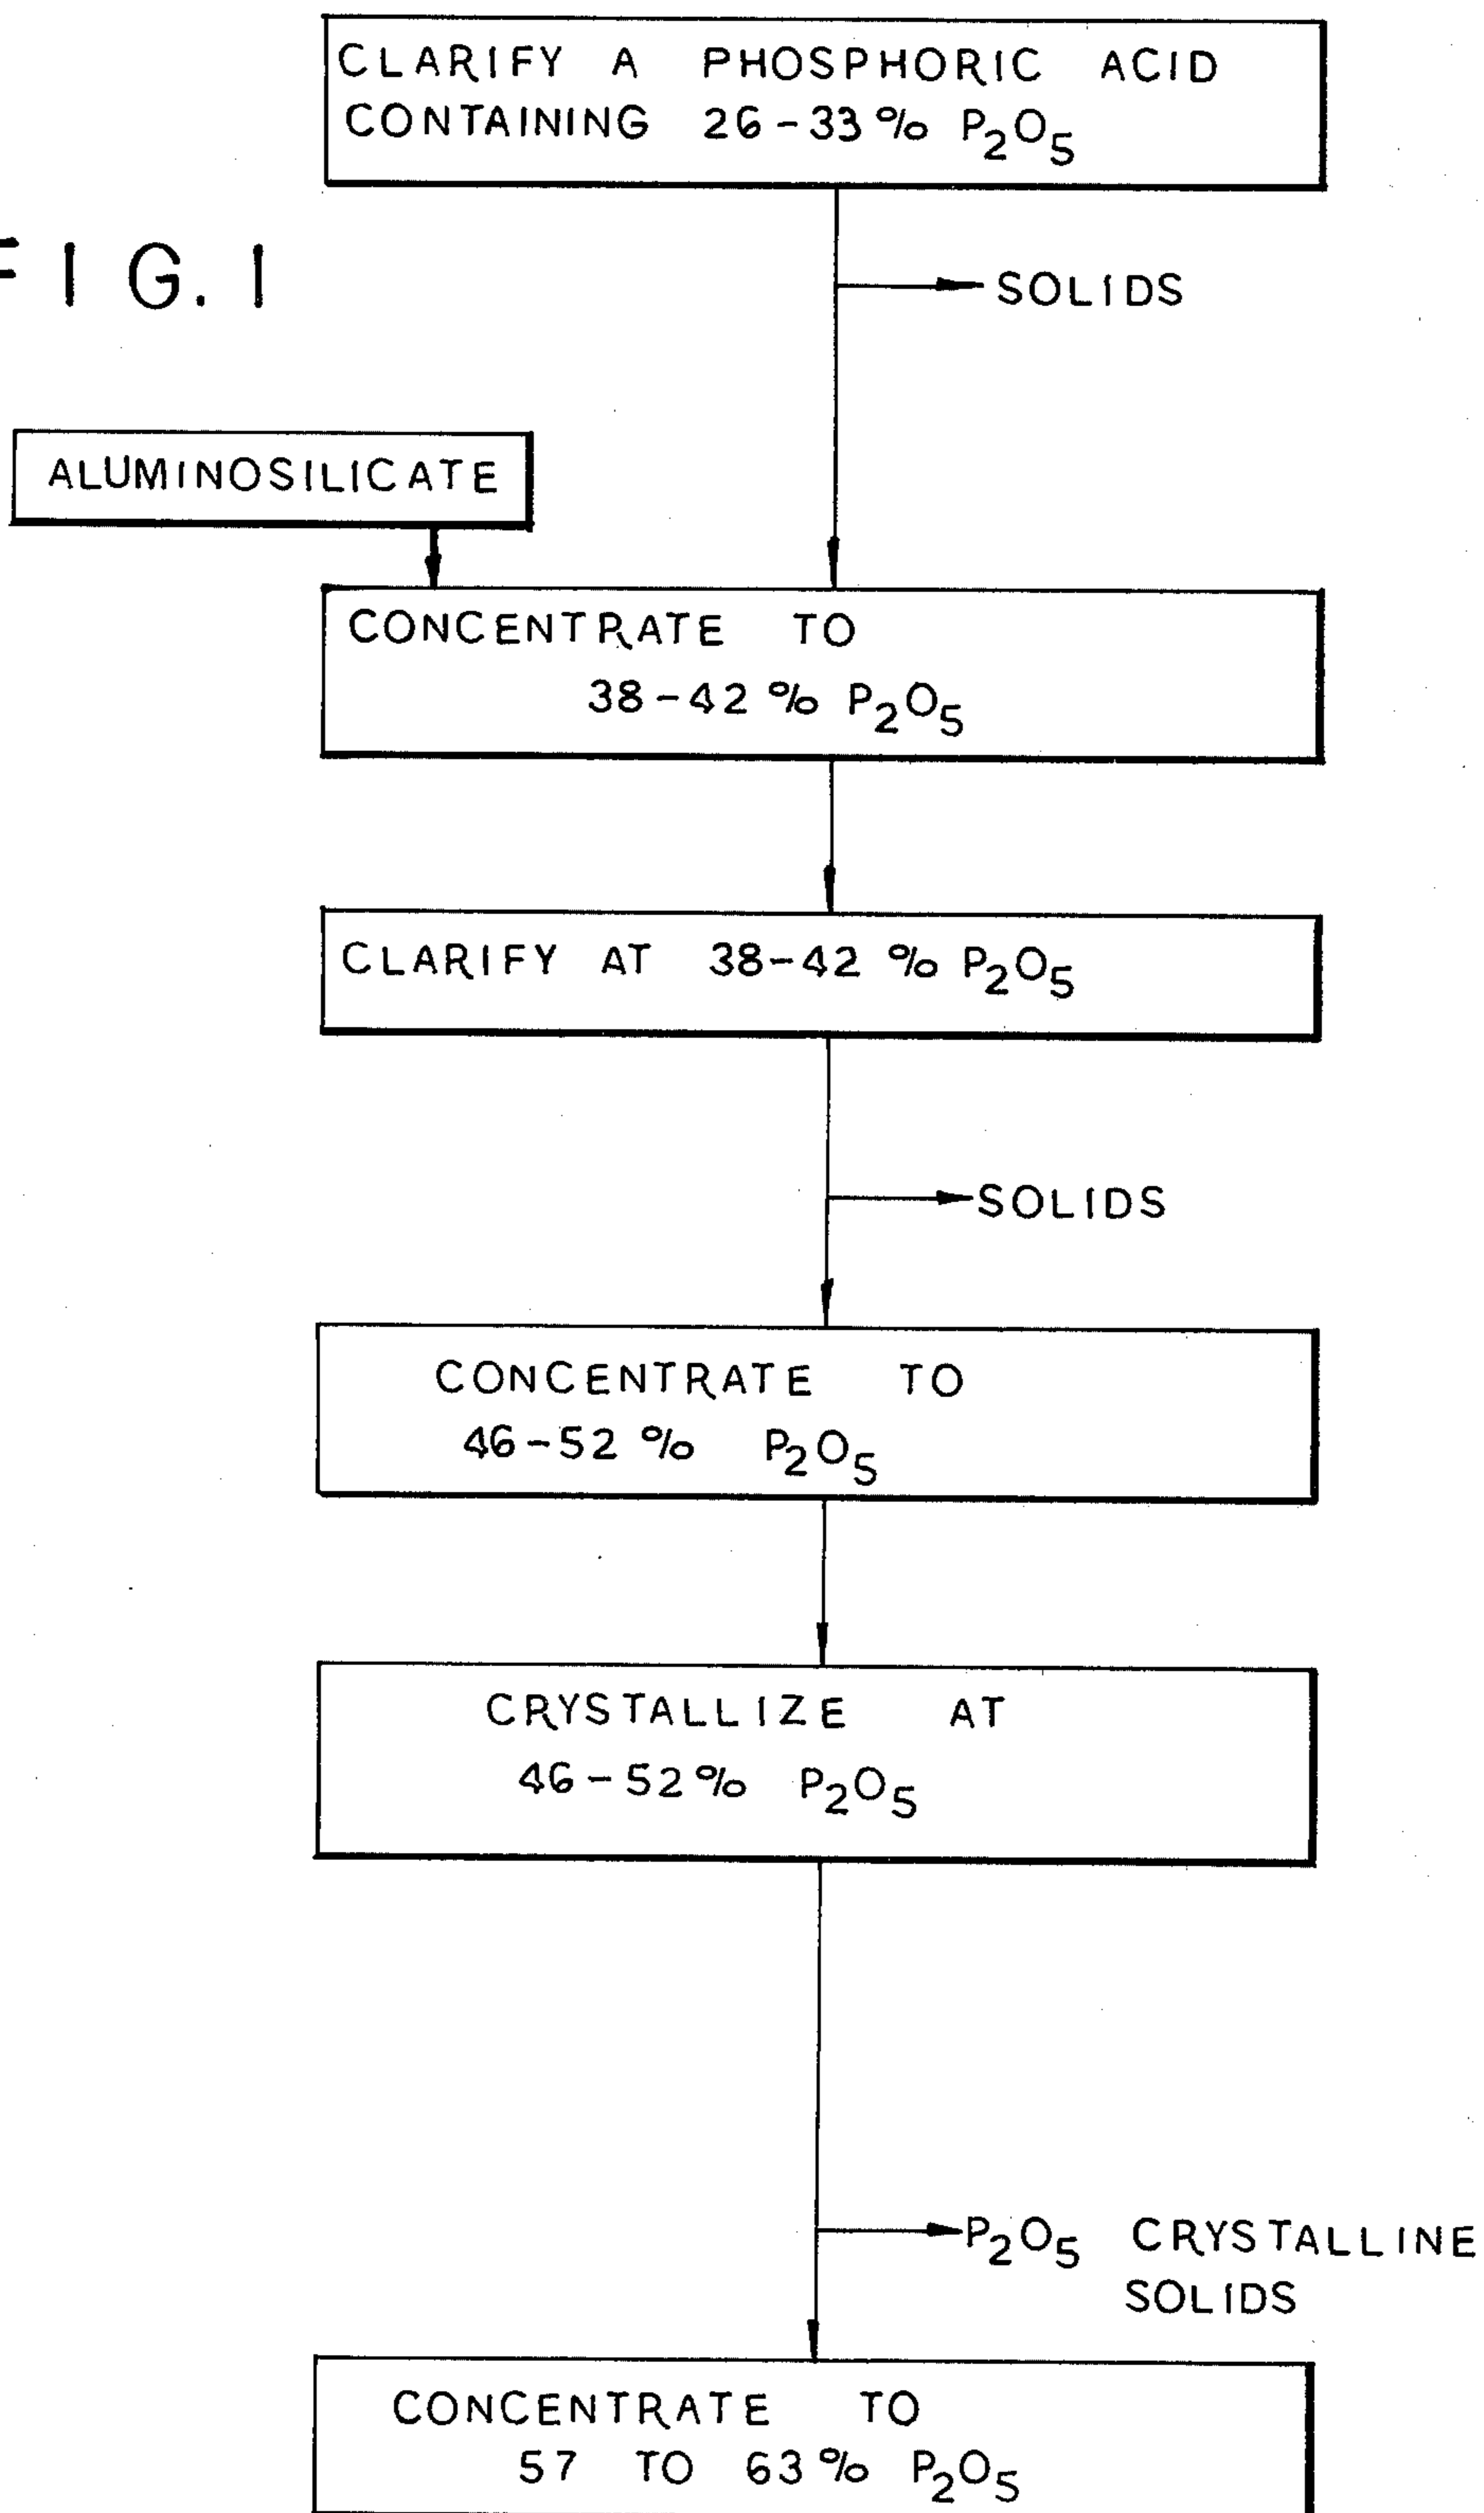 CLARIFY A PHOSPHORIC ACID
CONTAINING 26-33% P₂O₅
FIG. 1
SOLIDS
ALUMINOSILICATE
CONCENTRATE TO
38-42% P₂O₅
CLARIFY AT 38-42% P₂O₅
SOLIDS
CONCENTRATE TO
46-52% P₂O₅
CRYSTALLIZE AT
46-52% P₂O₅
P₂O₅ CRYSTALLINE
SOLIDS
CONCENTRATE TO
57 TO 63% P₂O₅